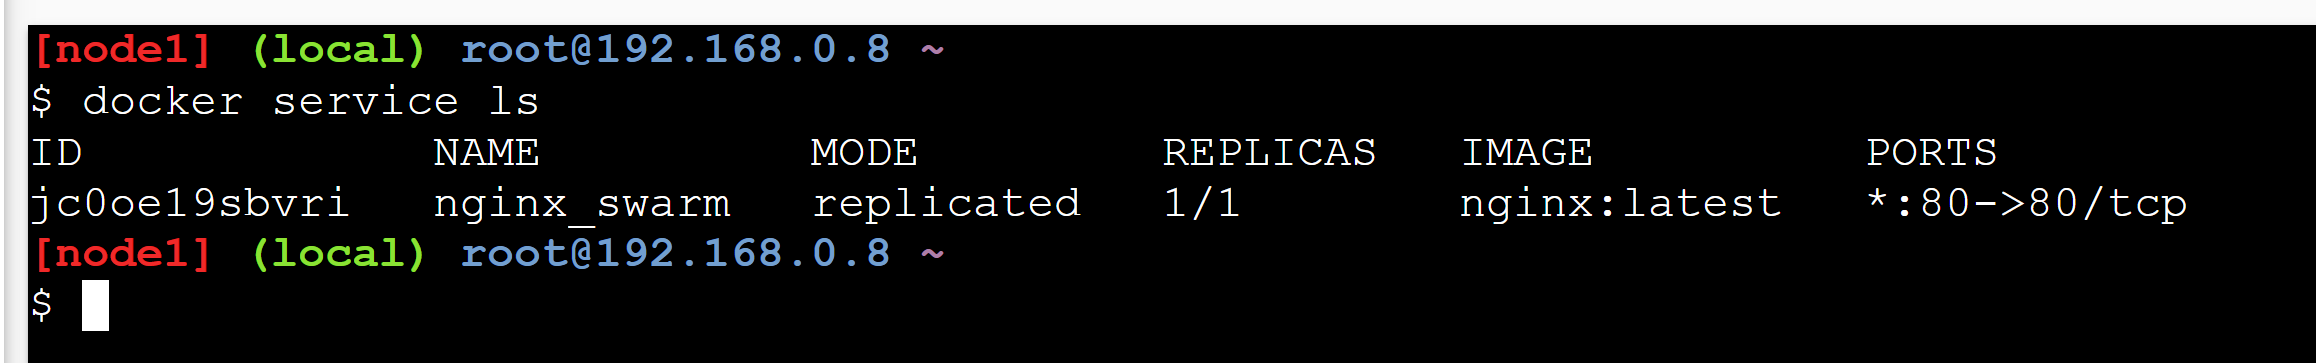 [node1] (local) root@192.168.0.8 ~
$ docker service ls
ID NAME MODE REPLICAS IMAGE PORTS
jc0oe19sbvri nginx_swarm replicated 1/1 nginx:latest *:80->80/tcp
[node1] (local) root@192.168.0.8 ~
$